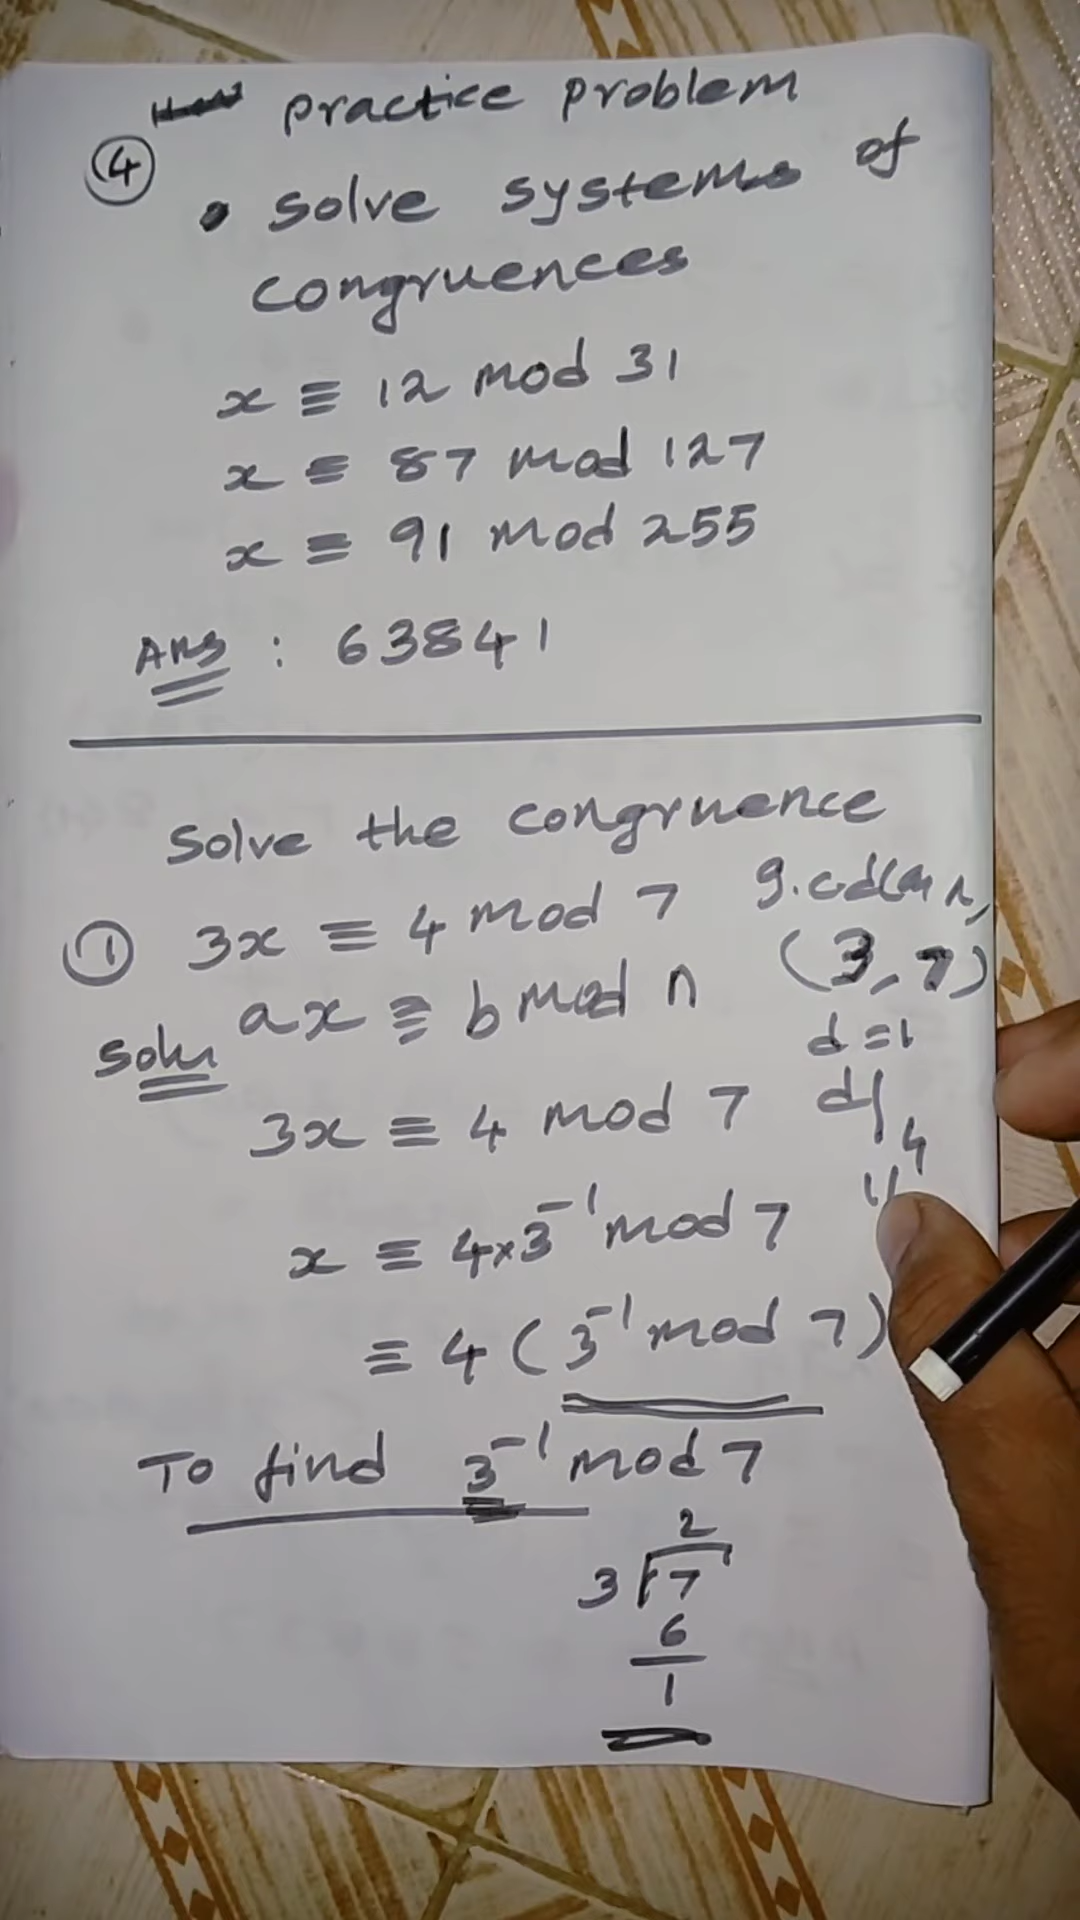 practice problem
④
• Solve systems of
congruences
x ≡ 12 mod 31
x ≡ 87 mod 127
x ≡ 91 mod 255
Ans : 63841
Solve the congruence
① 3x ≡ 4 mod 7
ax ≡ b mod n
(3, 7)
Solu
d = 1
3x ≡ 4 mod 7
d|4
x ≡ 4×3⁻¹ mod 7
≡ 4 (3⁻¹ mod 7)
To find 3⁻¹ mod 7
2
3 7
6
1